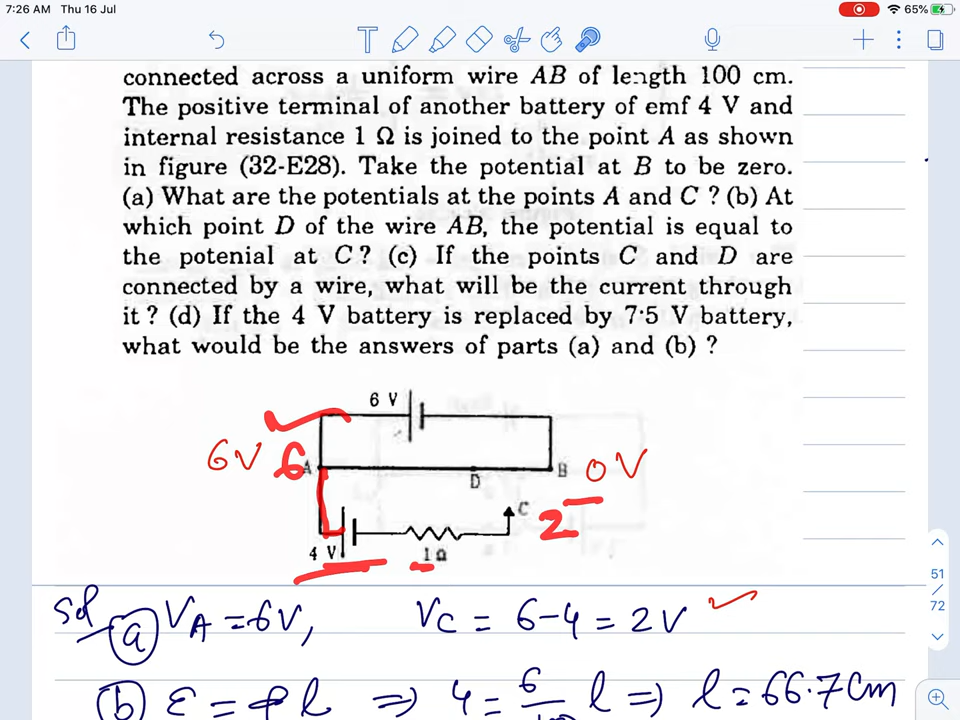 7:26 AM Thu 16 Jul
65%
connected across a uniform wire AB of length 100 cm.
The positive terminal of another battery of emf 4 V and
internal resistance 1 Ω is joined to the point A as shown
in figure (32-E28). Take the potential at B to be zero.
(a) What are the potentials at the points A and C ? (b) At
which point D of the wire AB, the potential is equal to
the potenial at C? (c) If the points C and D are
connected by a wire, what will be the current through
it ? (d) If the 4 V battery is replaced by 7·5 V battery,
what would be the answers of parts (a) and (b) ?
6 V
6V 6 A
B 0 V
D
C 2
4 V
1 Ω
51
/
72
Sol (a) V_A = 6V, V_C = 6-4 = 2V
(b) ε = φ l ⇒ 4 = 6/100 l ⇒ l = 66.7 cm